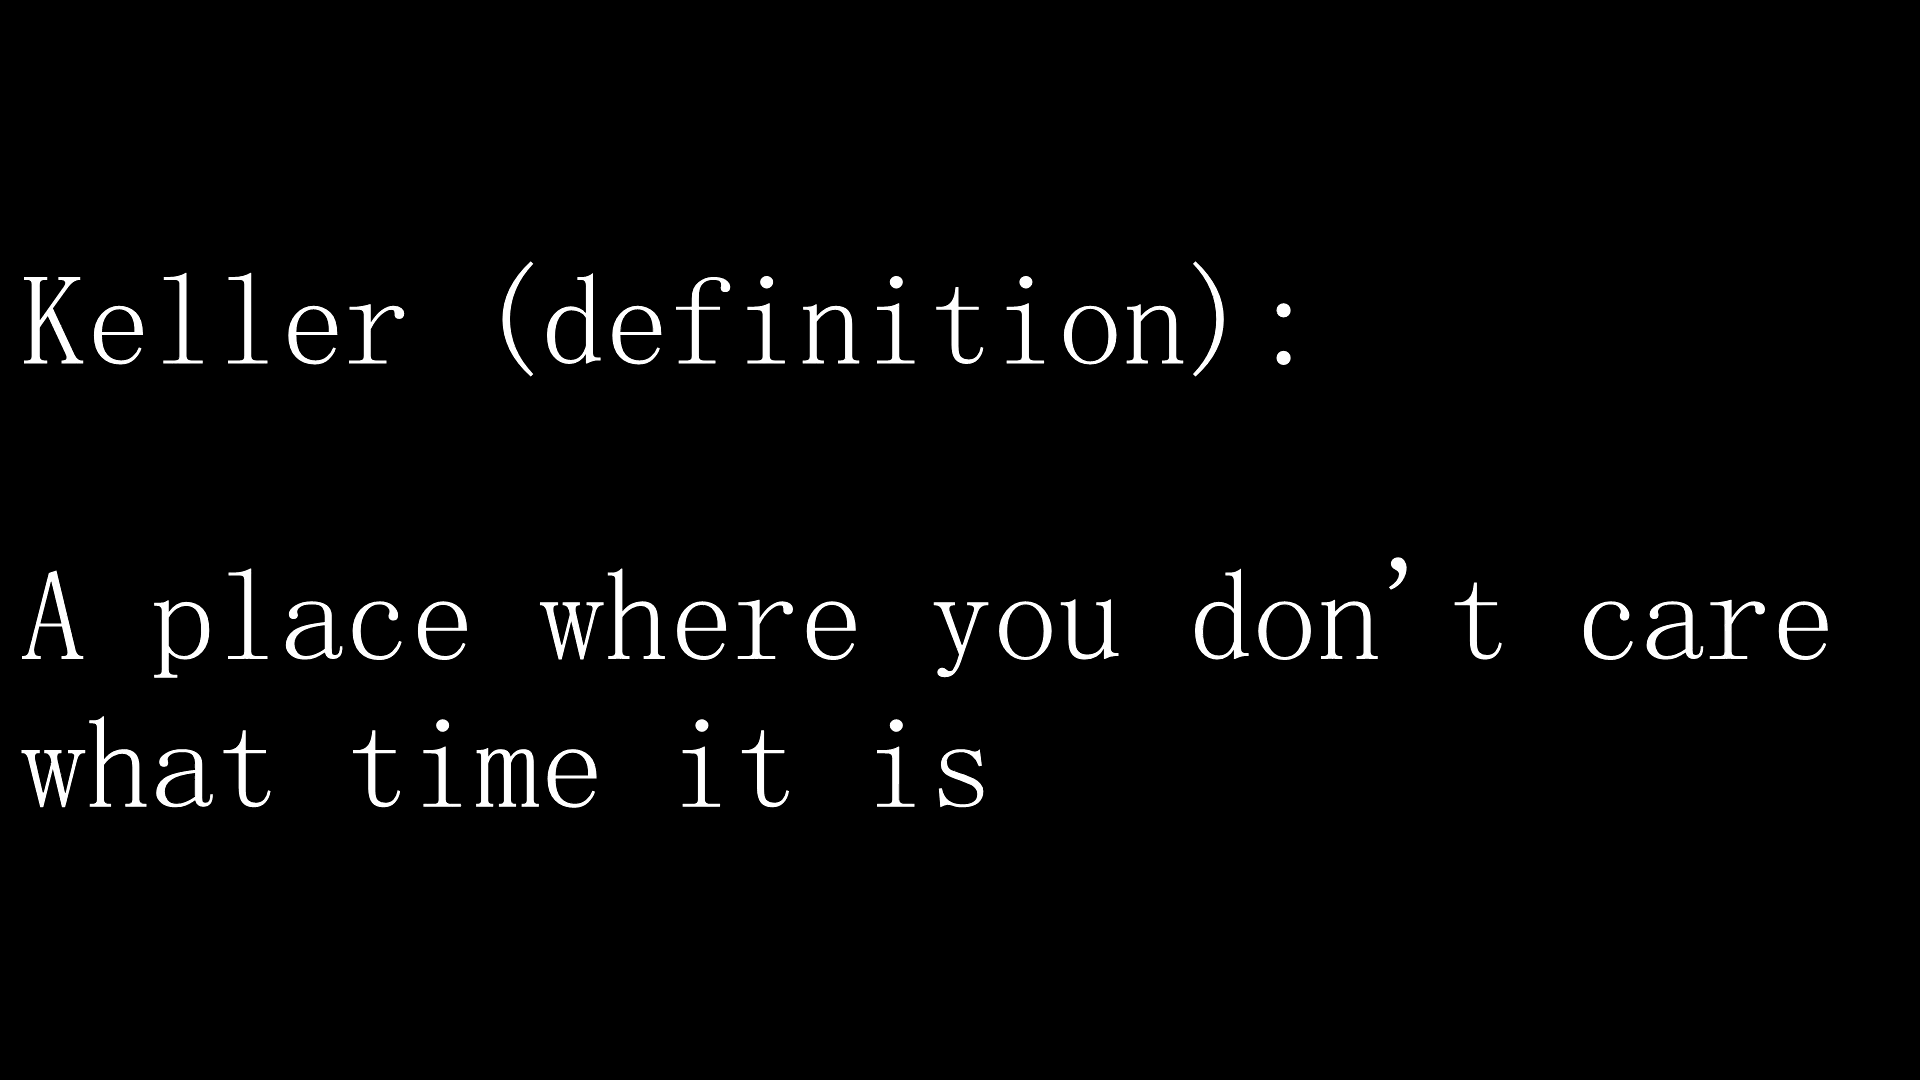 Keller (definition):
A place where you don’t care
what time it is